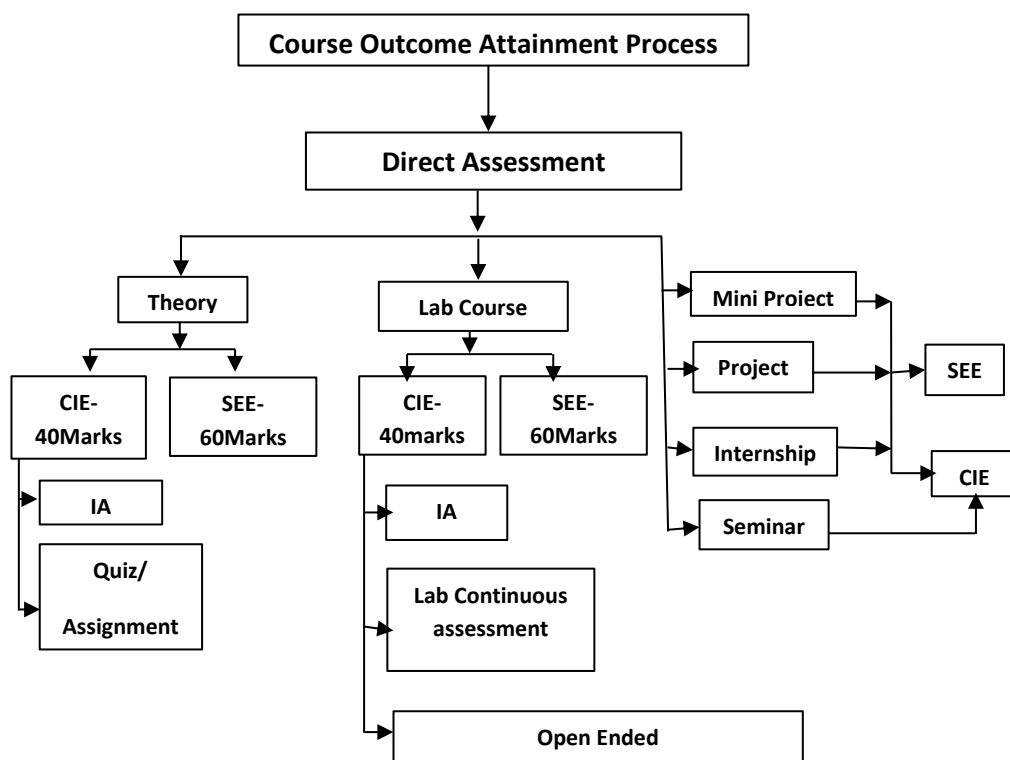 Course Outcome Attainment Process
Direct Assessment
Theory
Lab Course
Mini Proiect
Project
SEE
CIE-
40Marks
SEE-
60Marks
CIE-
40marks
SEE-
60Marks
Internship
CIE
IA
IA
Seminar
Quiz/
Assignment
Lab Continuous
assessment
Open Ended